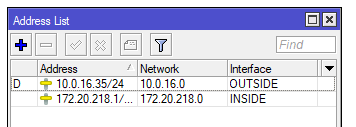 Address List
Find
Address Network Interface
D 10.0.16.35/24 10.0.16.0 OUTSIDE
172.20.218.1/... 172.20.218.0 INSIDE